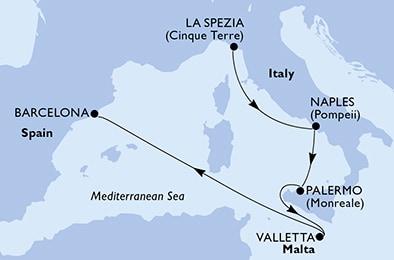 LA SPEZIA
(Cinque Terre)
Italy
NAPLES
(Pompeii)
BARCELONA
Spain
Mediterranean Sea
PALERMO
(Monreale)
VALLETTA
Malta